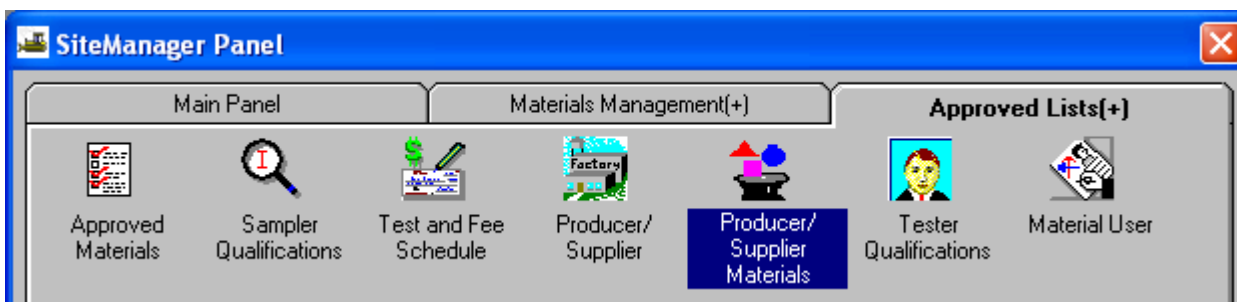 SiteManager Panel
Main Panel
Materials Management(+)
Approved Lists(+)
Factory
Approved
Materials
Sampler
Qualifications
Test and Fee
Schedule
Producer/
Supplier
Producer/
Supplier
Materials
Tester
Qualifications
Material User